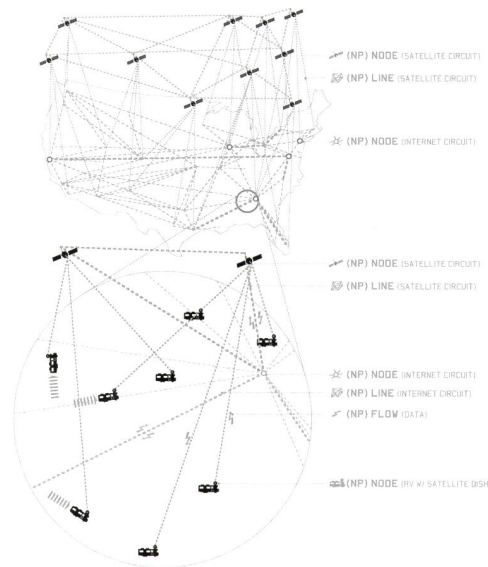 (NP) NODE (SATELLITE CIRCUIT)
(NP) LINE (SATELLITE CIRCUIT)
(NP) NODE (INTERNET CIRCUIT)
(NP) NODE (SATELLITE CIRCUIT)
(NP) LINE (SATELLITE CIRCUIT)
(NP) NODE (INTERNET CIRCUIT)
(NP) LINE (INTERNET CIRCUIT)
(NP) FLOW (DATA)
(NP) NODE (RV W/ SATELLITE DISH